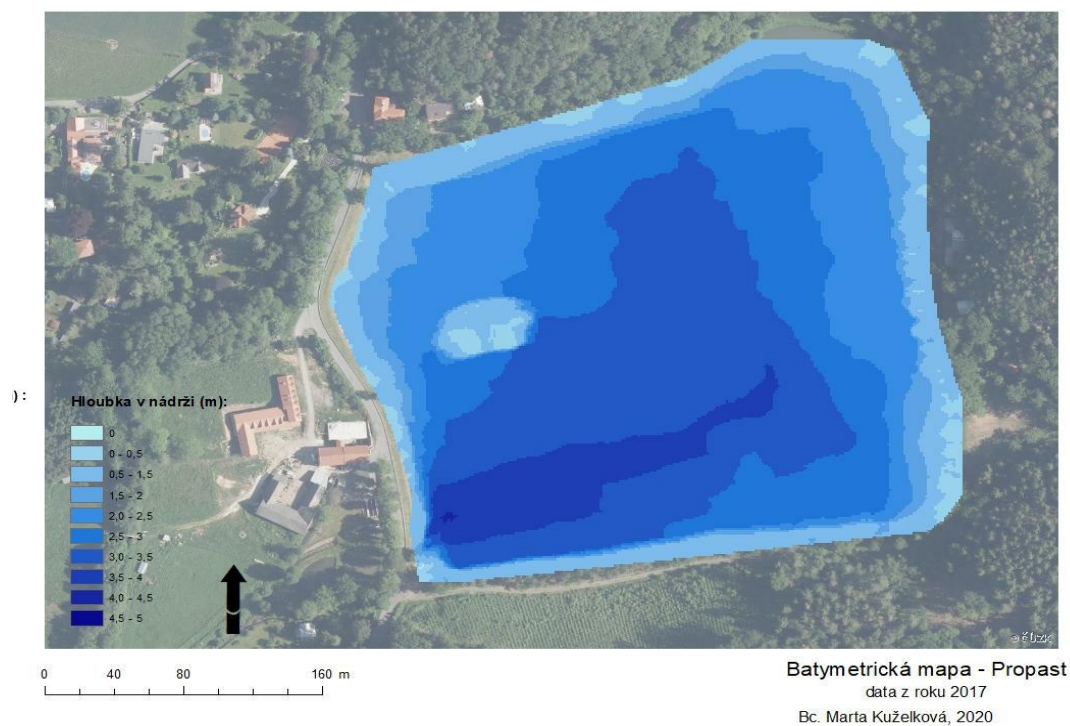 ) :
Hloubka v nádrži (m):
0
0 - 0,5
0,5 - 1,5
1,5 - 2
2,0 - 2,5
2,5 - 3
3,0 - 3,5
3,5 - 4
4,0 - 4,5
4,5 - 5
© ČÚZK
0 40 80 160 m
Batymetrická mapa - Propast
data z roku 2017
Bc. Marta Kuželková, 2020